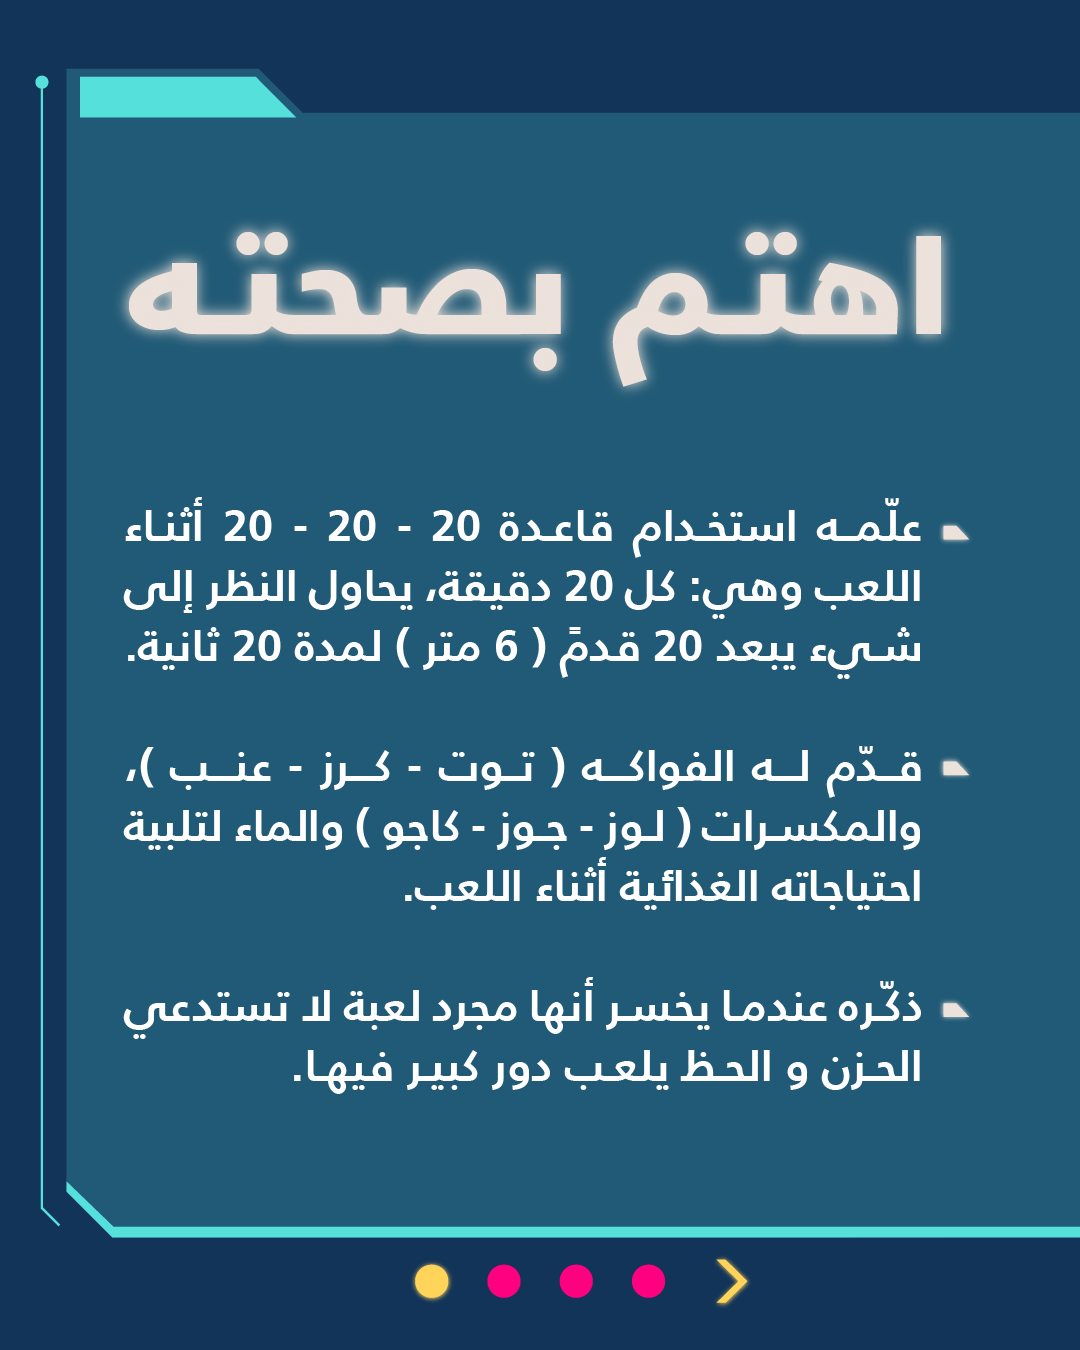 اهتم بصحته
علّمه استخدام قاعدة 20 - 20 - 20 أثناء
اللعب وهي: كل 20 دقيقة، يحاول النظر إلى
شيء يبعد 20 قدمً ( 6 متر ) لمدة 20 ثانية.
قدّم له الفواكه ( توت - كرز - عنب )،
والمكسرات ( لوز - جوز - كاجو ) والماء لتلبية
احتياجاته الغذائية أثناء اللعب.
ذكّره عندما يخسر أنها مجرد لعبة لا تستدعي
الحزن و الحظ يلعب دور كبير فيها.